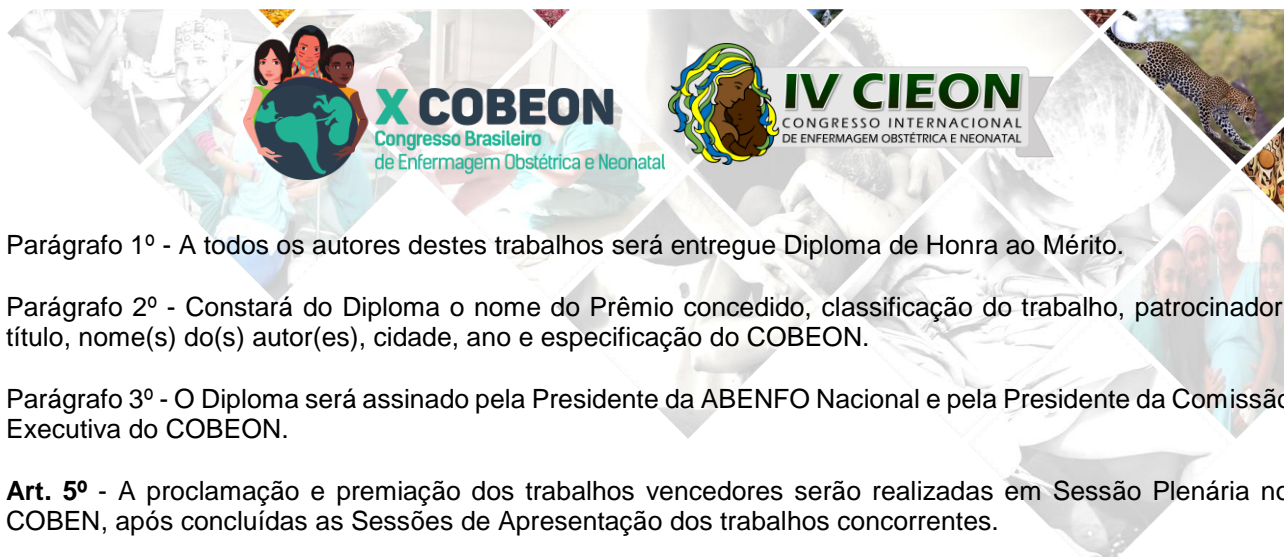 X COBEON
Congresso Brasileiro
de Enfermagem Obstétrica e Neonatal
IV CIEON
CONGRESSO INTERNACIONAL
DE ENFERMAGEM OBSTÉTRICA E NEONATAL
Parágrafo 1º - A todos os autores destes trabalhos será entregue Diploma de Honra ao Mérito.
Parágrafo 2º - Constará do Diploma o nome do Prêmio concedido, classificação do trabalho, patrocinador
título, nome(s) do(s) autor(es), cidade, ano e especificação do COBEON.
Parágrafo 3º - O Diploma será assinado pela Presidente da ABENFO Nacional e pela Presidente da Comissão
Executiva do COBEON.
Art. 5º - A proclamação e premiação dos trabalhos vencedores serão realizadas em Sessão Plenária no
COBEN, após concluídas as Sessões de Apresentação dos trabalhos concorrentes.